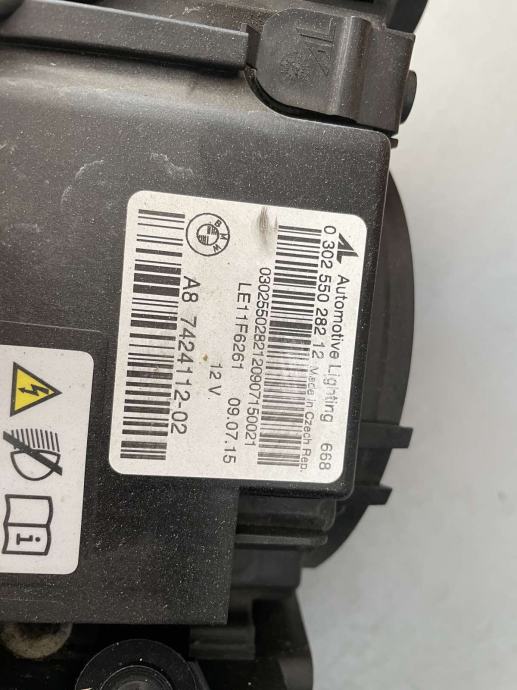 Automotive Lighting 668
0 302 550 282 12 Made in Czech Rep.
0302550282120907150021
LE11F6261 12 V 09.07.15
BMW
A8 7424112-02